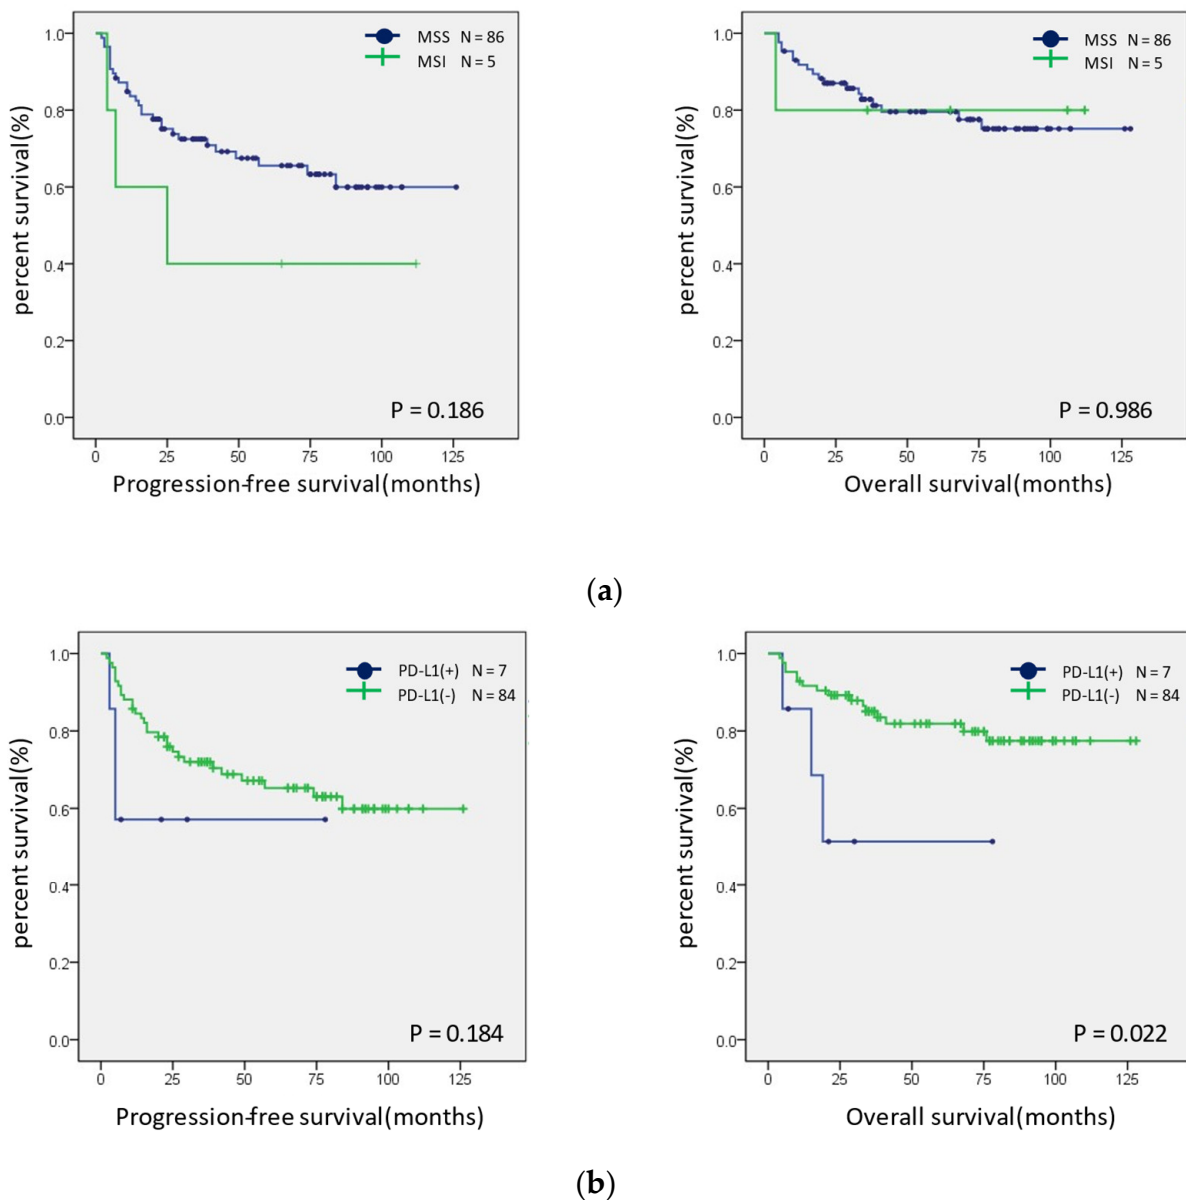 MSS N = 86
MSI N = 5
1.0
0.8
0.6
0.4
0.2
0.0
percent survival(%)
P = 0.186
0 25 50 75 100 125
Progression-free survival(months)
MSS N = 86
MSI N = 5
1.0
0.8
0.6
0.4
0.2
0.0
percent survival(%)
P = 0.986
0 25 50 75 100 125
Overall survival(months)
(a)
PD-L1(+) N = 7
PD-L1(-) N = 84
1.0
0.8
0.6
0.4
0.2
0.0
percent survival(%)
P = 0.184
0 25 50 75 100 125
Progression-free survival(months)
PD-L1(+) N = 7
PD-L1(-) N = 84
1.0
0.8
0.6
0.4
0.2
0.0
percent survival(%)
P = 0.022
0 25 50 75 100 125
Overall survival(months)
(b)